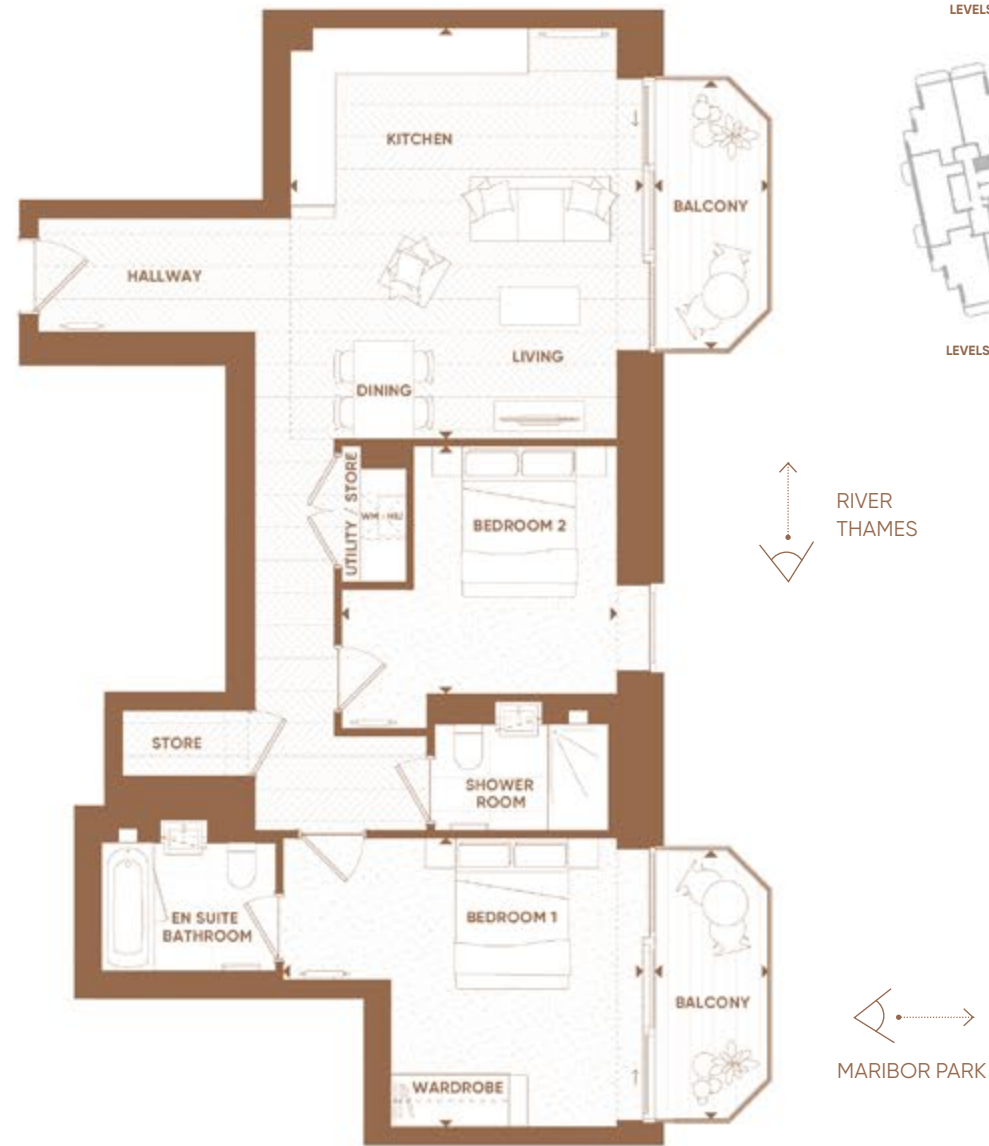 LEVELS
KITCHEN
BALCONY
HALLWAY
LIVING
DINING
LEVELS
UTILITY STORE
BEDROOM 2
RIVER
THAMES
STORE
SHOWER
ROOM
EN SUITE
BATHROOM
BEDROOM 1
BALCONY
MARIBOR PARK
WARDROBE